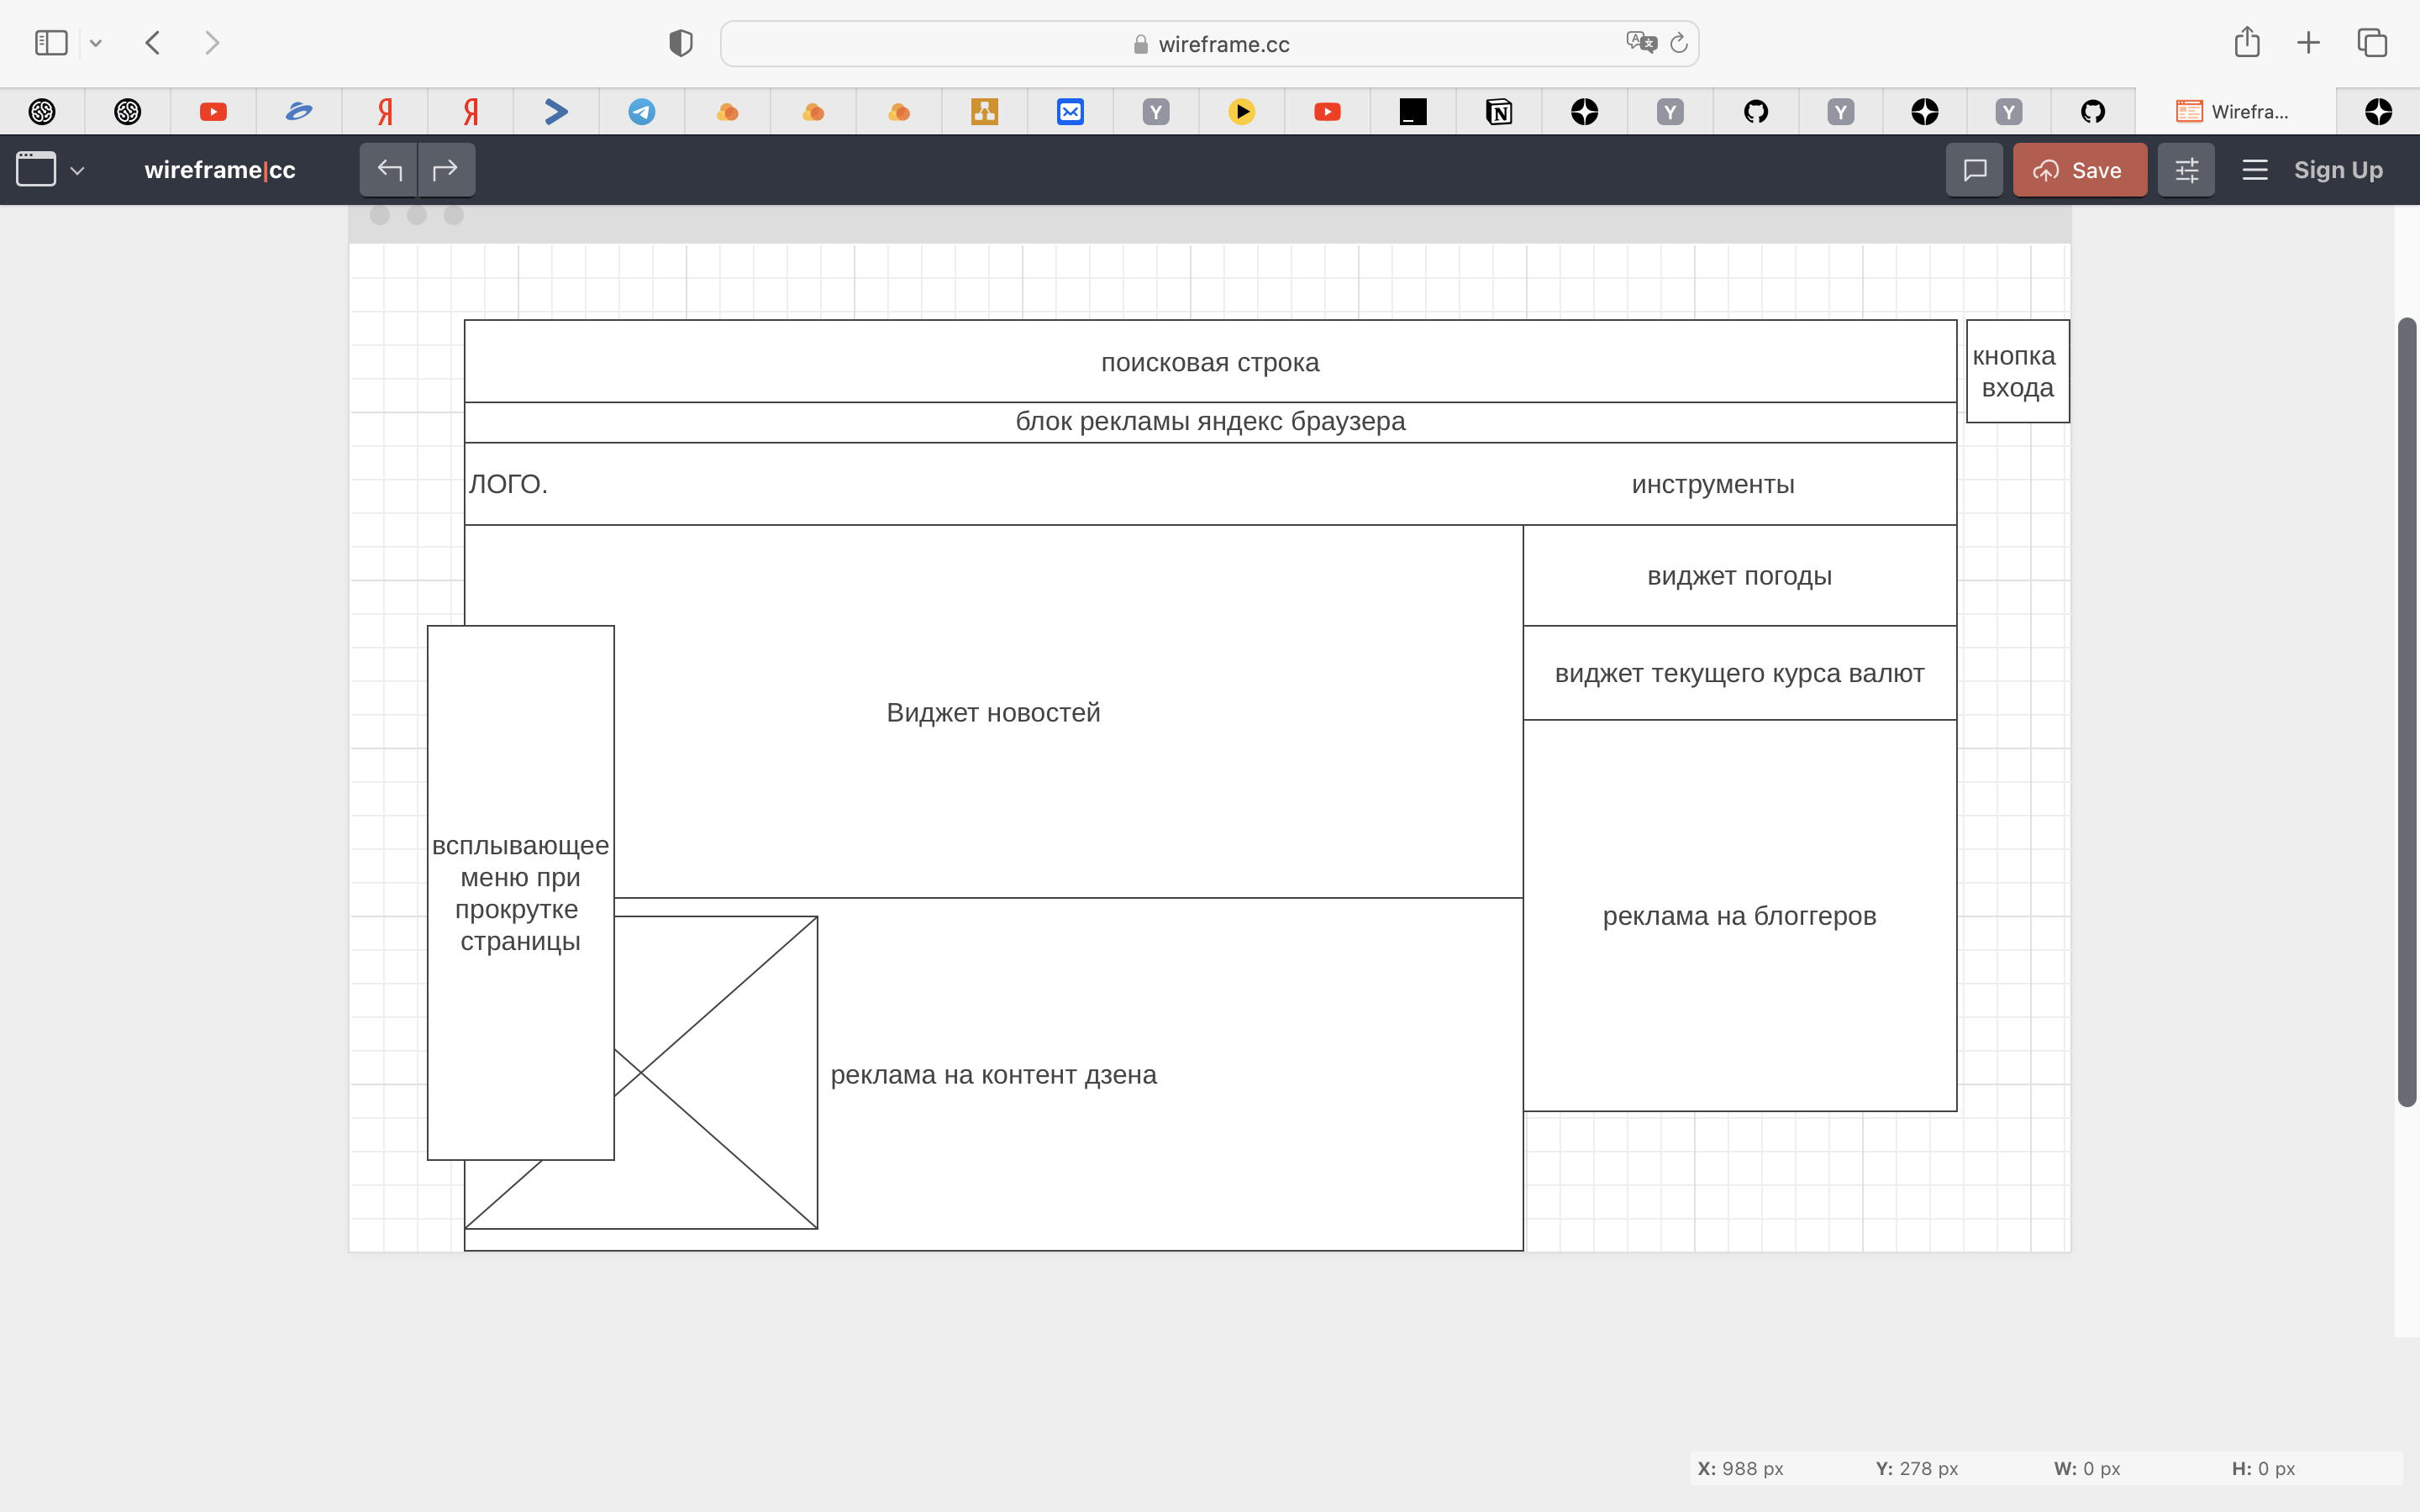 wireframe.cc
Wirefra...
wireframe|cc
Save
Sign Up
поисковая строка
кнопка
входа
блок рекламы яндекс браузера
ЛОГО.
инструменты
виджет погоды
виджет текущего курса валют
Виджет новостей
всплывающее
меню при
прокрутке
страницы
реклама на блоггеров
реклама на контент дзена
X: 988 px Y: 278 px W: 0 px H: 0 px